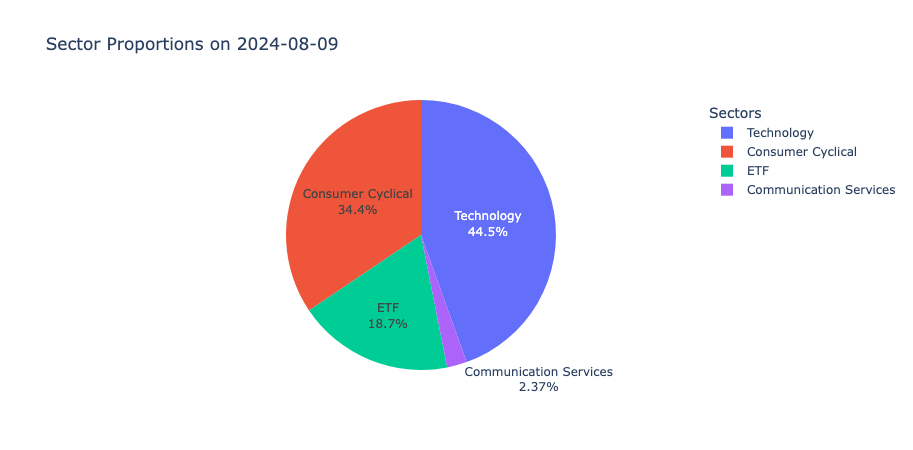 Sector Proportions on 2024-08-09
Sectors
Technology
Consumer Cyclical
ETF
Communication Services
Consumer Cyclical
34.4%
Technology
44.5%
ETF
18.7%
Communication Services
2.37%